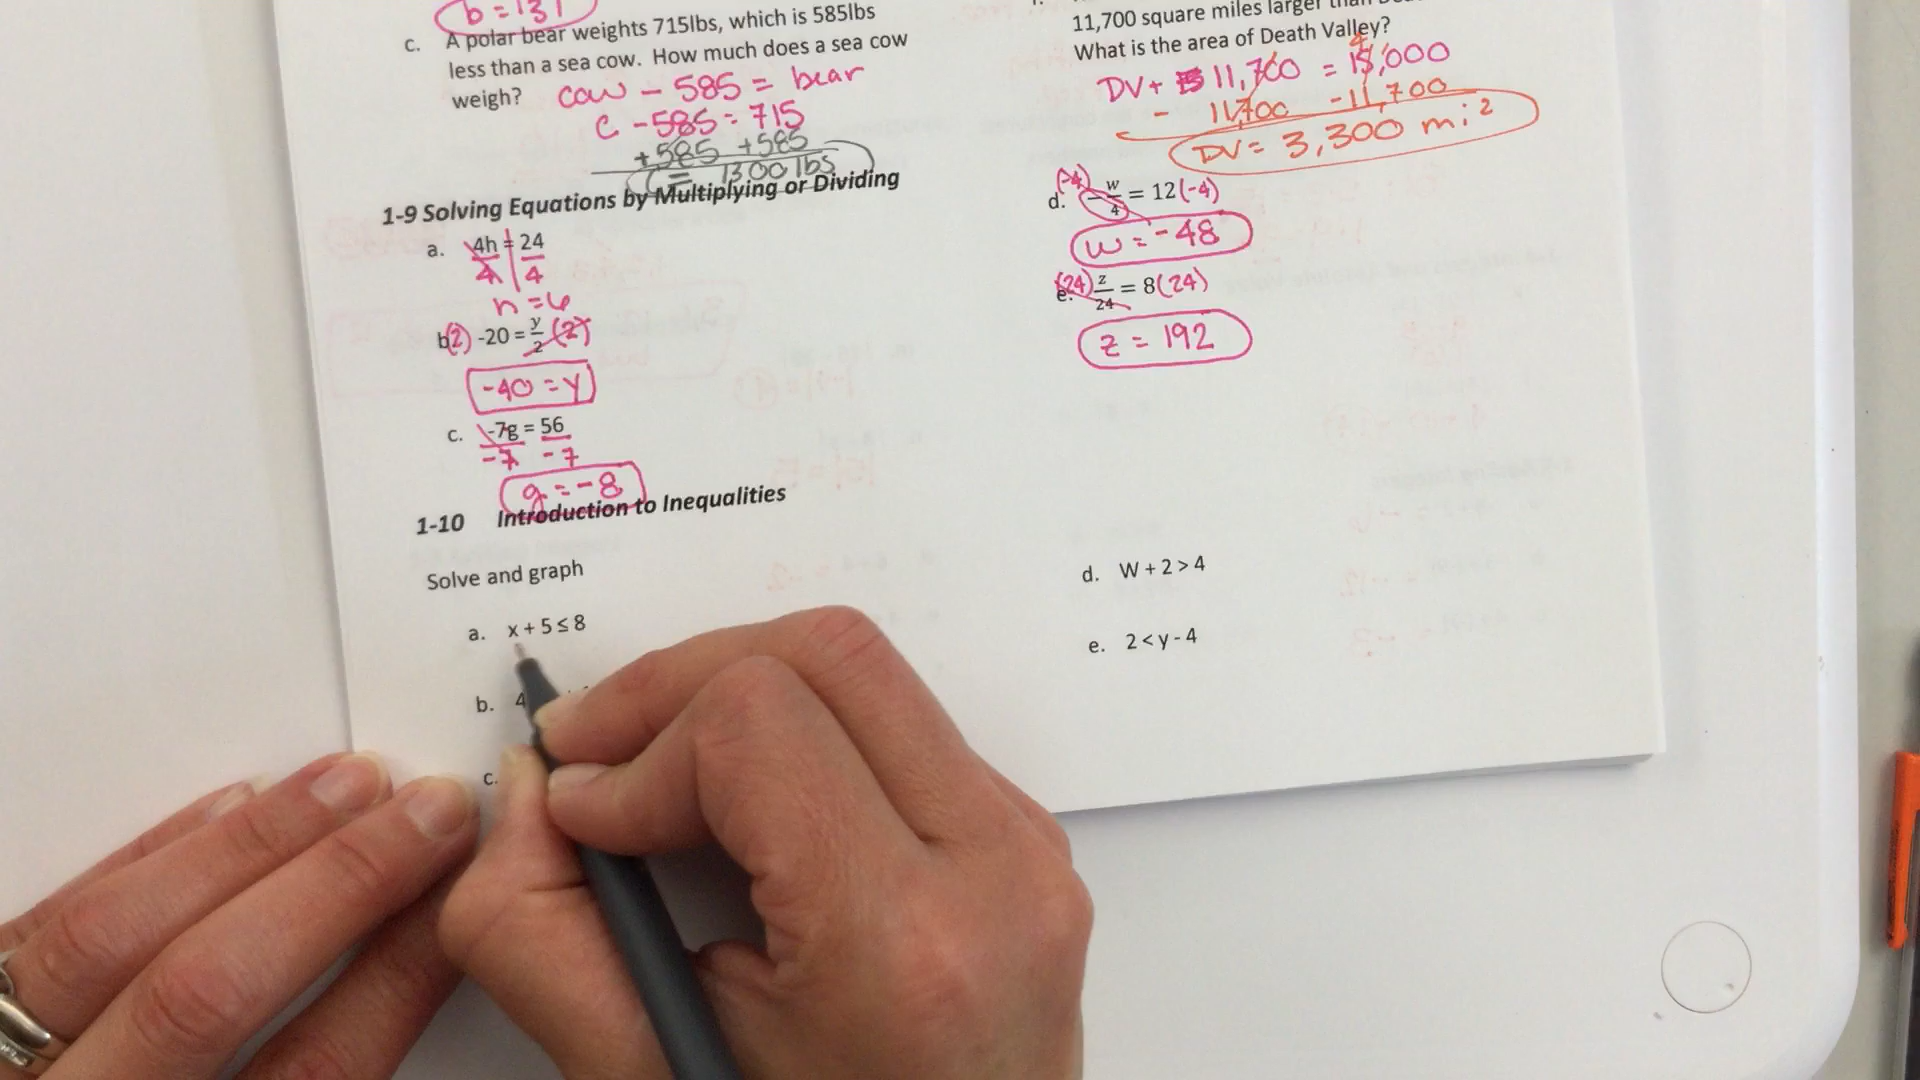 b = 131
c. A polar bear weights 715lbs, which is 585lbs
less than a sea cow. How much does a sea cow
weigh? cow - 585 = bear
c - 585 = 715
+585 +585
C = 1300 lbs
1-9 Solving Equations by Multiplying or Dividing
a. 4h = 24
4 4
n = 6
b. (2) -20 = y/2 (2)
-40 = y
c. -7g = 56
-7 -7
g = -8
1-10 Introduction to Inequalities
Solve and graph
a. x + 5 ≤ 8
b. 4
c.
11,700 square miles larger than
What is the area of Death Valley?
DV + 11,700 = 15,000
- 11,700 - 11,700
DV = 3,300 mi²
d. (-4) - w/4 = 12 (-4)
w = -48
e. (24) z/24 = 8 (24)
z = 192
d. W + 2 > 4
e. 2 < y - 4